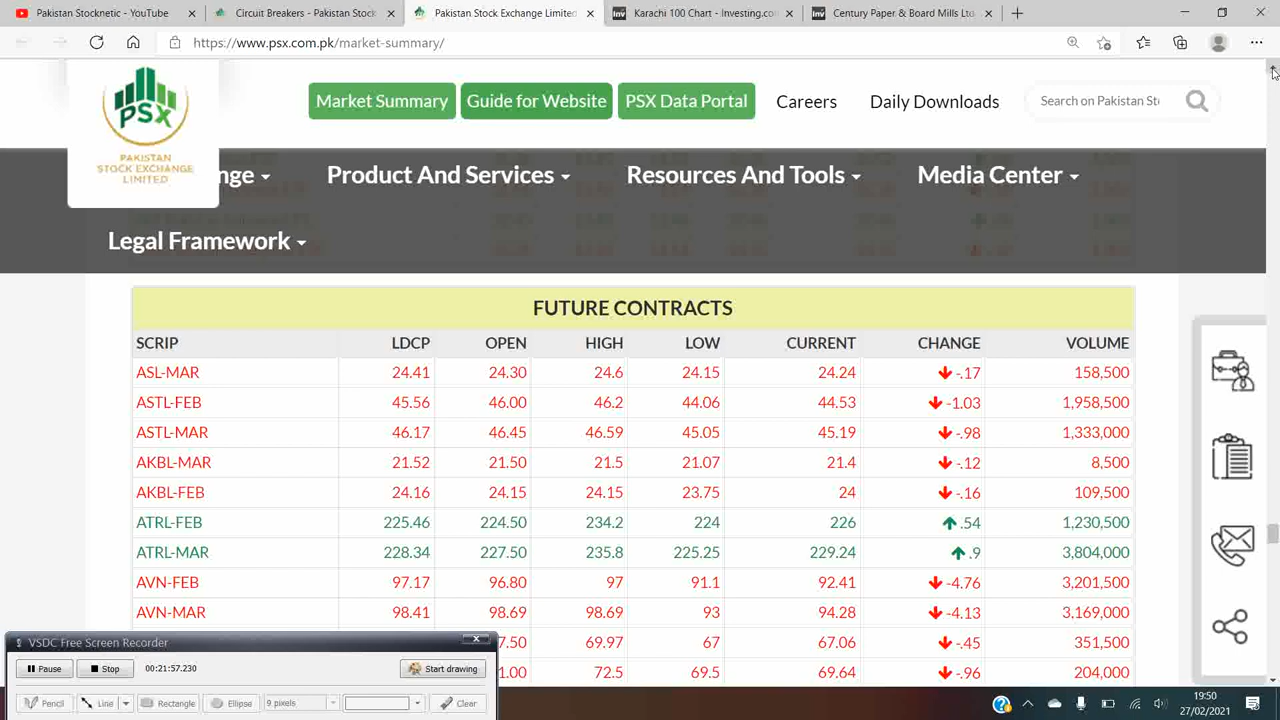 Pakistan Stocknetic - YouTube
Circuit Breakers - Pakistan Stock
Pakistan Stock Exchange Limited
Karachi 100 Chart - Investing.co
Century Paper & Board Mills Ltd
https://www.psx.com.pk/market-summary/
PSX
PAKISTAN
STOCK EXCHANGE
LIMITED
Market Summary Guide for Website PSX Data Portal Careers Daily Downloads Search on Pakistan St
nge Product And Services Resources And Tools Media Center
Legal Framework
FUTURE CONTRACTS
SCRIP LDCP OPEN HIGH LOW CURRENT CHANGE VOLUME
ASL-MAR 24.41 24.30 24.6 24.15 24.24 -.17 158,500
ASTL-FEB 45.56 46.00 46.2 44.06 44.53 -1.03 1,958,500
ASTL-MAR 46.17 46.45 46.59 45.05 45.19 -.98 1,333,000
AKBL-MAR 21.52 21.50 21.5 21.07 21.4 -.12 8,500
AKBL-FEB 24.16 24.15 24.15 23.75 24 -.16 109,500
ATRL-FEB 225.46 224.50 234.2 224 226 .54 1,230,500
ATRL-MAR 228.34 227.50 235.8 225.25 229.24 .9 3,804,000
AVN-FEB 97.17 96.80 97 91.1 92.41 -4.76 3,201,500
AVN-MAR 98.41 98.69 98.69 93 94.28 -4.13 3,169,000
7.50 69.97 67 67.06 -.45 351,500
1.00 72.5 69.5 69.64 -.96 204,000
VSDC Free Screen Recorder
Pause Stop 00:21:57.230 Start drawing
Pencil Line Rectangle Ellipse 9 pixels Clear
19:50
27/02/2021